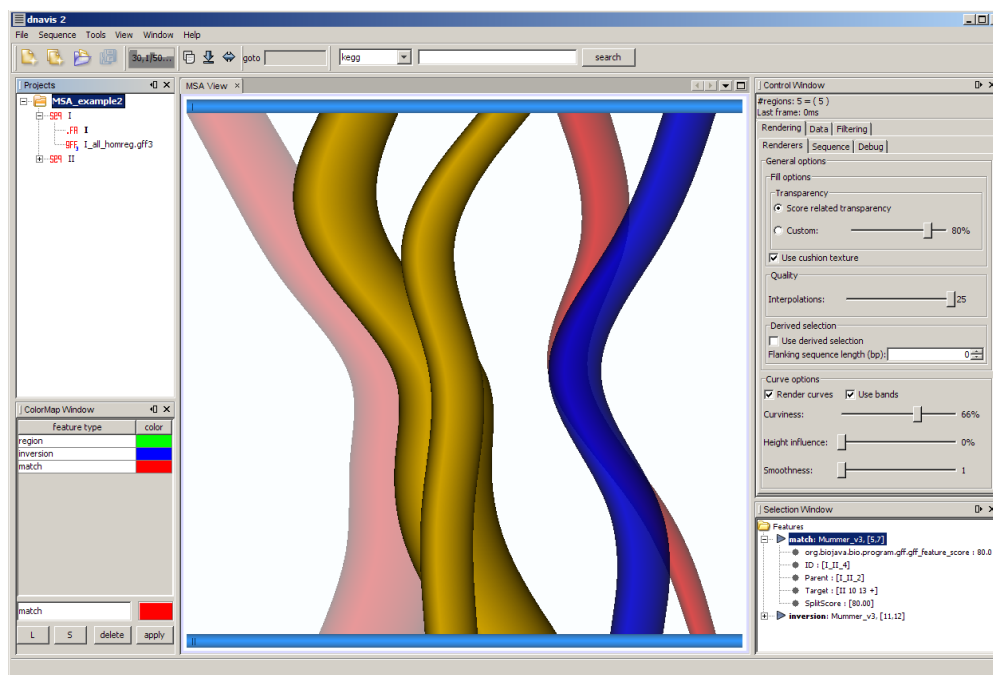 dnavis 2
File Sequence Tools View Window Help
30,1/50... goto kegg search
Projects
MSA_example2
SEQ I
.FA I
GFF3 I_all_homreg.gff3
SEQ II
ColorMap Window
feature type color
region
inversion
match
match
L S delete apply
MSA View ×
I
II
Control Window
#regions: 5 = ( 5 )
Last frame: 0ms
Rendering Data Filtering
Renderers Sequence Debug
General options
Fill options
Transparency
Score related transparency
Custom: 80%
Use cushion texture
Quality
Interpolations: 25
Derived selection
Use derived selection
Flanking sequence length (bp): 0
Curve options
Render curves Use bands
Curviness: 66%
Height influence: 0%
Smoothness: 1
Selection Window
Features
match: Mummer_v3, [5,7]
org.biojava.bio.program.gff.gff_feature_score : 80.0
ID : [I_II_4]
Parent : [I_II_2]
Target : [II 10 13 +]
SplitScore : [80.00]
inversion: Mummer_v3, [11,12]